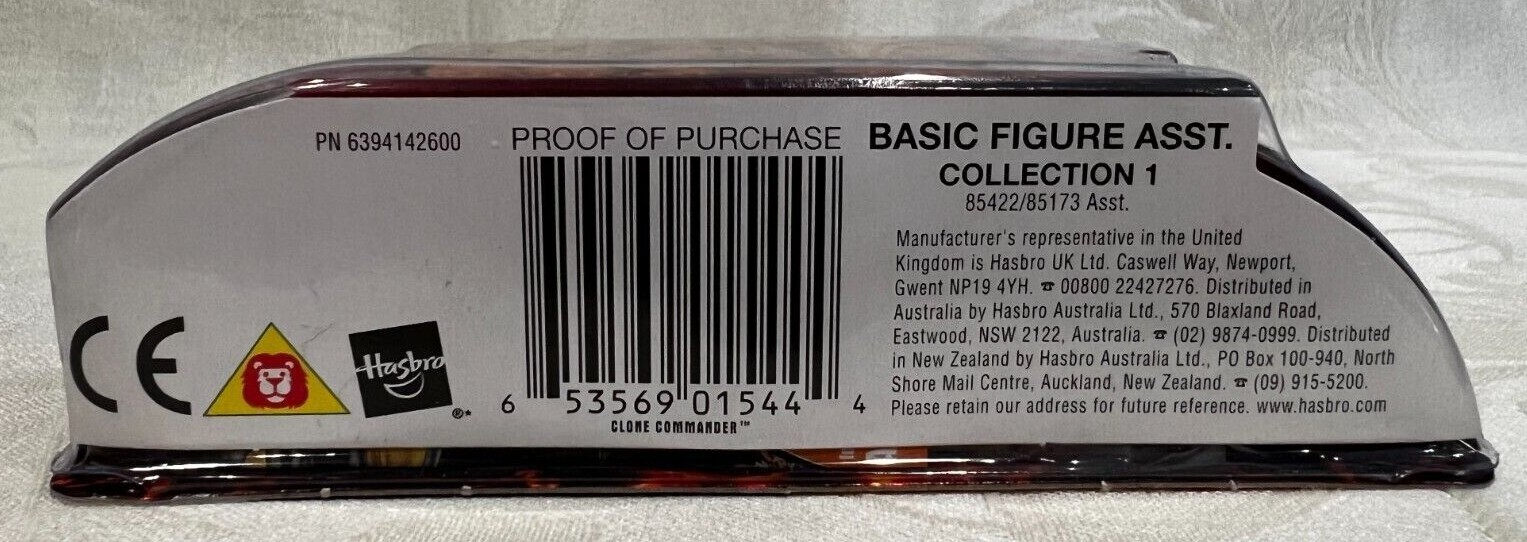 PN 6394142600
PROOF OF PURCHASE
6 53569 01544 4
CLONE COMMANDER™
BASIC FIGURE ASST.
COLLECTION 1
85422/85173 Asst.
Manufacturer's representative in the United
Kingdom is Hasbro UK Ltd. Caswell Way, Newport,
Gwent NP19 4YH. ☎ 00800 22427276. Distributed in
Australia by Hasbro Australia Ltd., 570 Blaxland Road,
Eastwood, NSW 2122, Australia. ☎ (02) 9874-0999. Distributed
in New Zealand by Hasbro Australia Ltd., PO Box 100-940, North
Shore Mail Centre, Auckland, New Zealand. ☎ (09) 915-5200.
Please retain our address for future reference. www.hasbro.com
CE
Hasbro
®*